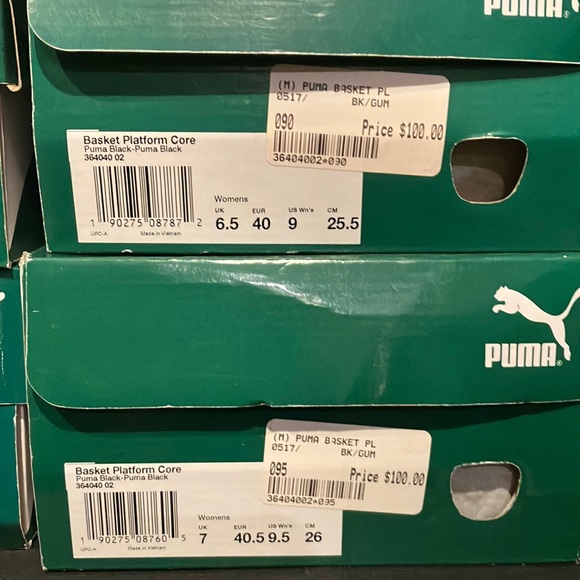 PUMA
(M) PUMA BASKET PL
0517/ BK/GUM
090 Price $100.00
36404002*090
Basket Platform Core
Puma Black-Puma Black
364040 02
1 90275 08787 2
UPC-A Made in Vietnam
Womens
UK EUR US Wn's CM
6.5 40 9 25.5
PUMA®
(M) PUMA BASKET PL
0517/ BK/GUM
095 Price $100.00
36404002*095
Basket Platform Core
Puma Black-Puma Black
364040 02
1 90275 08760 5
UPC-A Made in Vietnam
Womens
UK EUR US Wn's CM
7 40.5 9.5 26